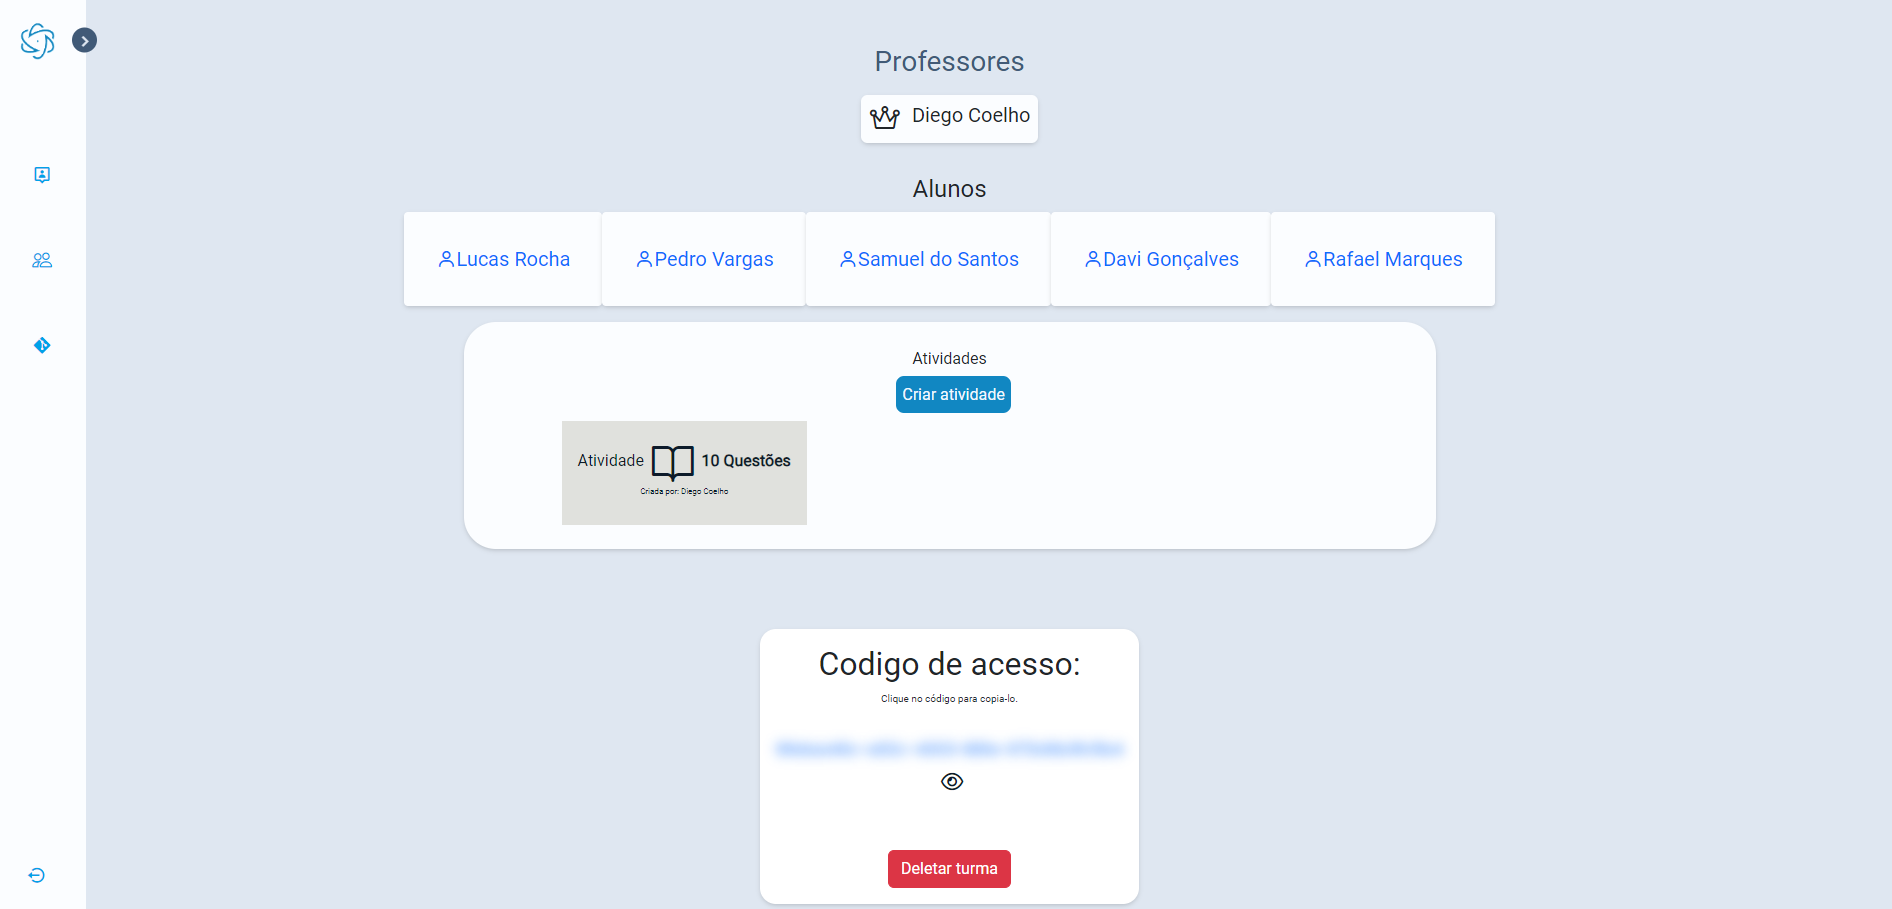 Professores
Diego Coelho
Alunos
Lucas Rocha Pedro Vargas Samuel do Santos Davi Gonçalves Rafael Marques
Atividades
Criar atividade
Atividade 10 Questões
Criada por: Diego Coelho
Codigo de acesso:
Clique no código para copia-lo.
Deletar turma